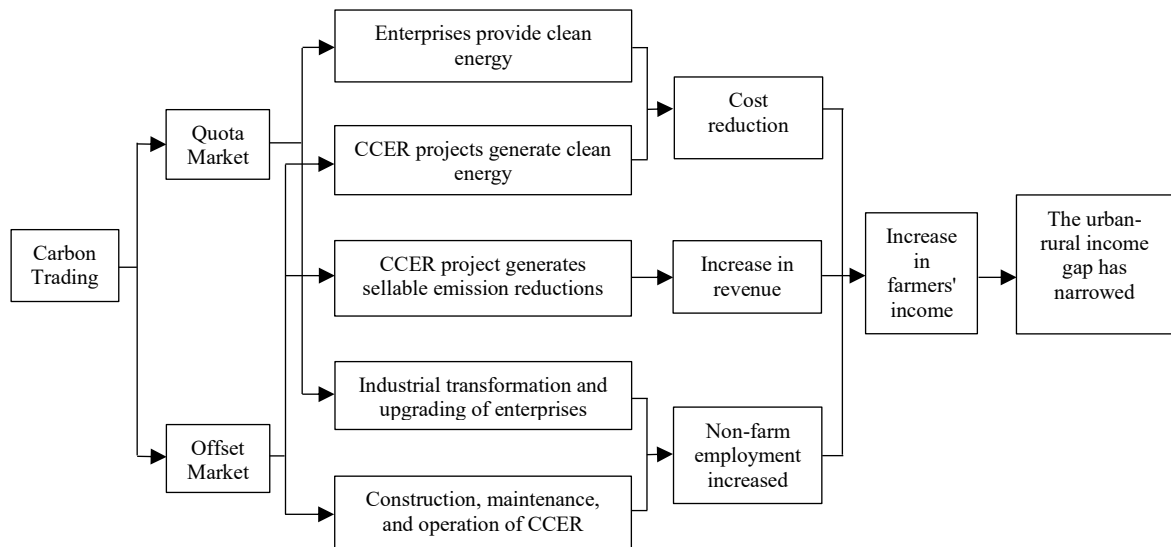 Carbon
Trading
Quota
Market
Offset
Market
Enterprises provide clean
energy
CCER projects generate clean
energy
CCER project generates
sellable emission reductions
Industrial transformation and
upgrading of enterprises
Construction, maintenance,
and operation of CCER
Cost
reduction
Increase in
revenue
Non-farm
employment
increased
Increase
in
farmers'
income
The urban-
rural income
gap has
narrowed